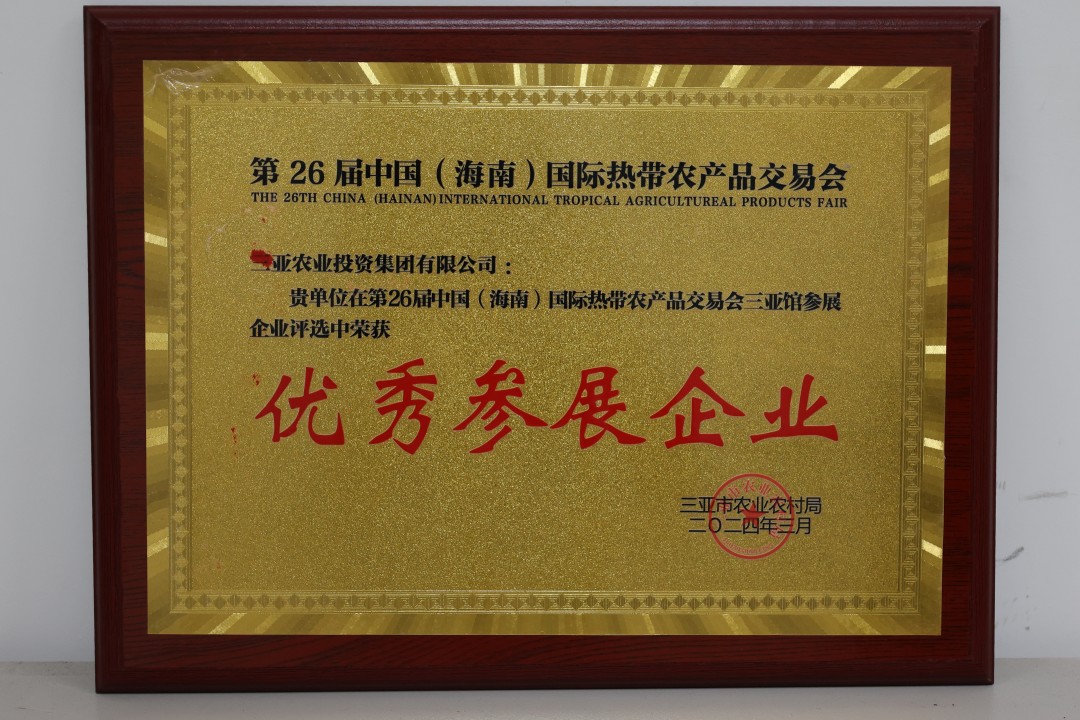 第26届中国（海南）国际热带农产品交易会
THE 26TH CHINA (HAINAN) INTERNATIONAL TROPICAL AGRICULTUREAL PRODUCTS FAIR
三亚农业投资集团有限公司：
贵单位在第26届中国（海南）国际热带农产品交易会三亚馆参展
企业评选中荣获
优秀参展企业
三亚市农业农村局
二〇二四年三月